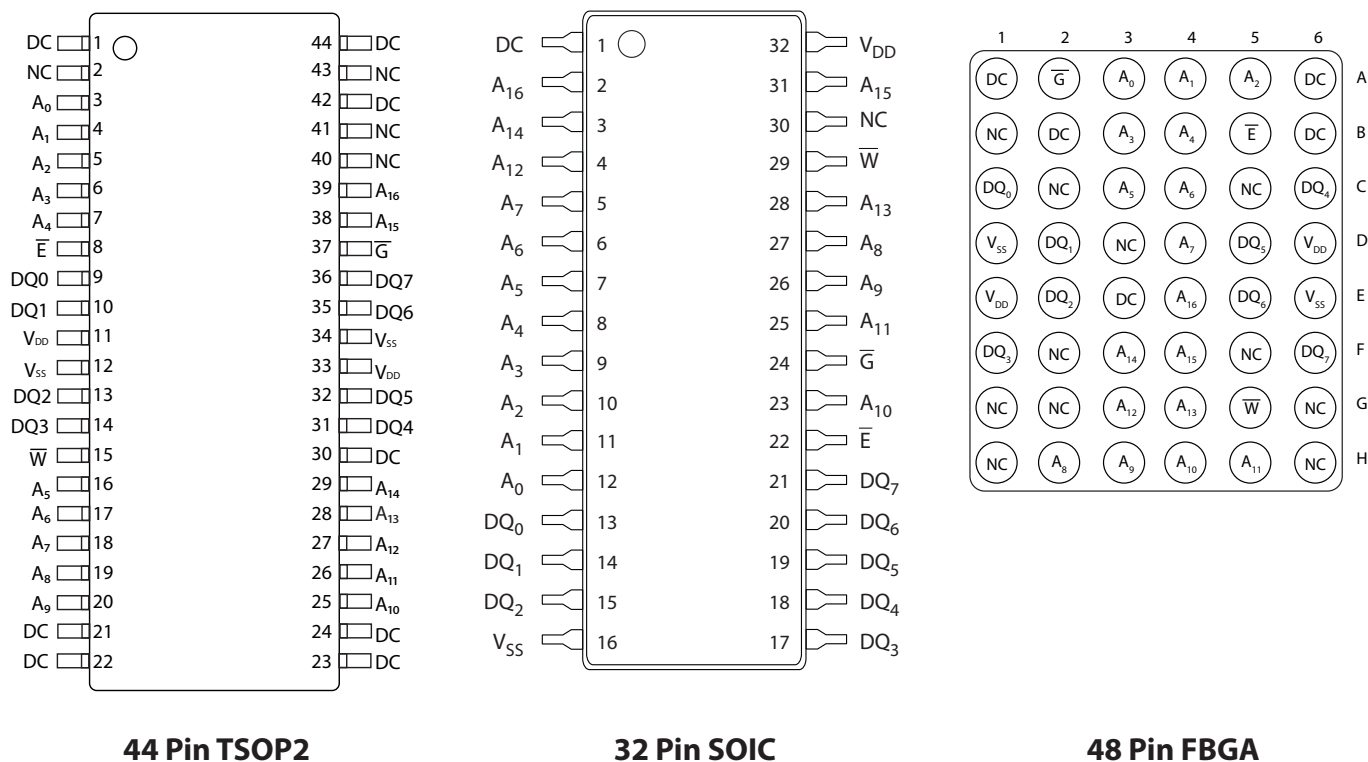 DC 1 44 DC
NC 2 43 NC
A₀ 3 42 DC
A₁ 4 41 NC
A₂ 5 40 NC
A₃ 6 39 A₁₆
A₄ 7 38 A₁₅
E̅ 8 37 G̅
DQ0 9 36 DQ7
DQ1 10 35 DQ6
V_DD 11 34 V_SS
V_SS 12 33 V_DD
DQ2 13 32 DQ5
DQ3 14 31 DQ4
W̅ 15 30 DC
A₅ 16 29 A₁₄
A₆ 17 28 A₁₃
A₇ 18 27 A₁₂
A₈ 19 26 A₁₁
A₉ 20 25 A₁₀
DC 21 24 DC
DC 22 23 DC
44 Pin TSOP2
DC 1 32 V_DD
A₁₆ 2 31 A₁₅
A₁₄ 3 30 NC
A₁₂ 4 29 W̅
A₇ 5 28 A₁₃
A₆ 6 27 A₈
A₅ 7 26 A₉
A₄ 8 25 A₁₁
A₃ 9 24 G̅
A₂ 10 23 A₁₀
A₁ 11 22 E̅
A₀ 12 21 DQ₇
DQ₀ 13 20 DQ₆
DQ₁ 14 19 DQ₅
DQ₂ 15 18 DQ₄
V_SS 16 17 DQ₃
32 Pin SOIC
1 2 3 4 5 6
DC G̅ A₀ A₁ A₂ DC A
NC DC A₃ A₄ E̅ DC B
DQ₀ NC A₅ A₆ NC DQ₄ C
V_SS DQ₁ NC A₇ DQ₅ V_DD D
V_DD DQ₂ DC A₁₆ DQ₆ V_SS E
DQ₃ NC A₁₄ A₁₅ NC DQ₇ F
NC NC A₁₂ A₁₃ W̅ NC G
NC A₈ A₉ A₁₀ A₁₁ NC H
48 Pin FBGA